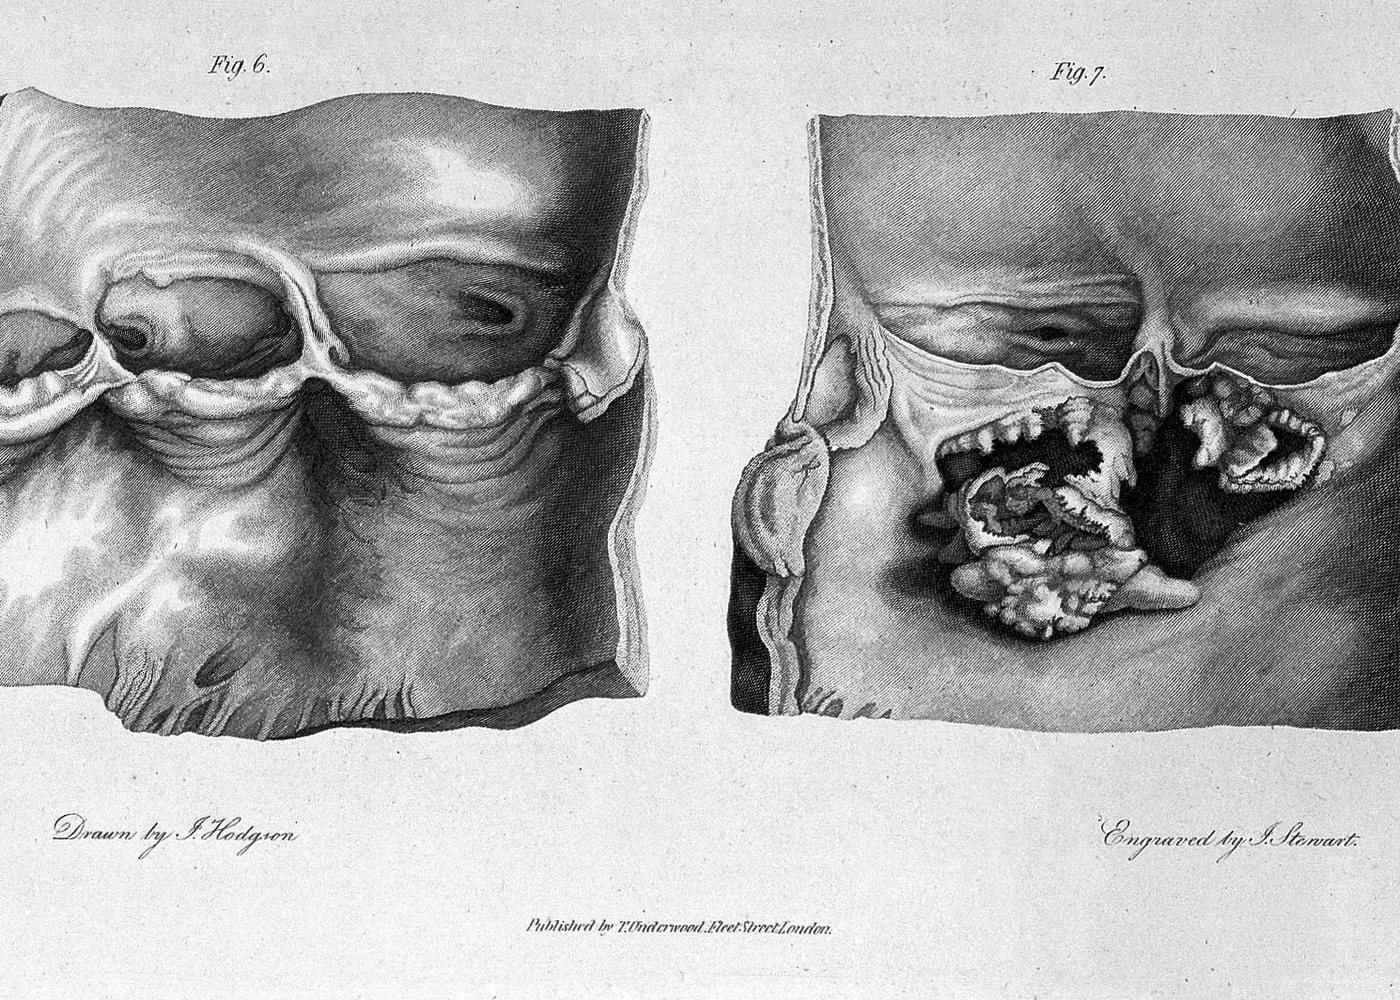 Fig. 6.
Fig. 7.
Drawn by J. Hodgson
Engraved by J. Stewart.
Published by T. Underwood. Fleet Street London.